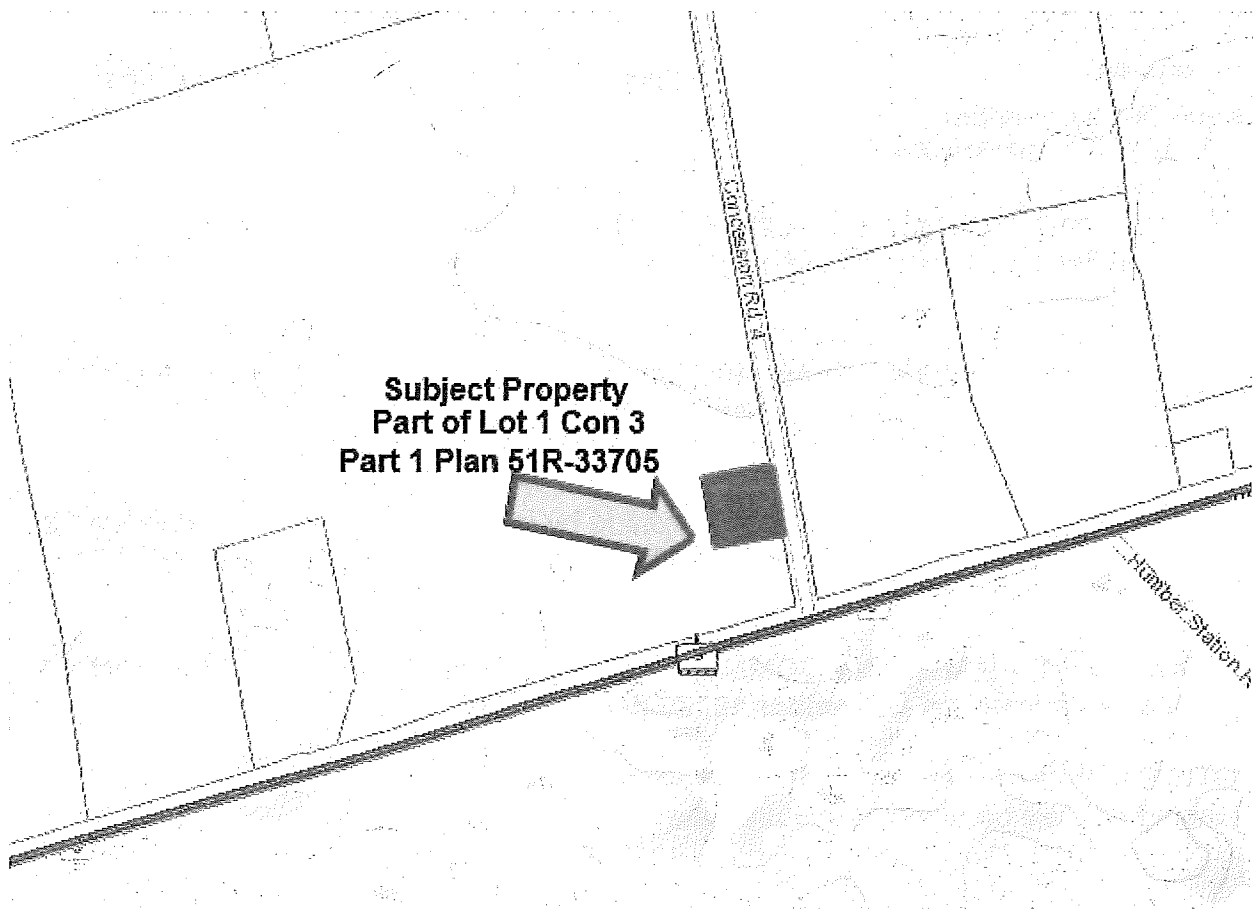 Concession Rd. 4
Subject Property
Part of Lot 1 Con 3
Part 1 Plan 51R-33705
Humber Station